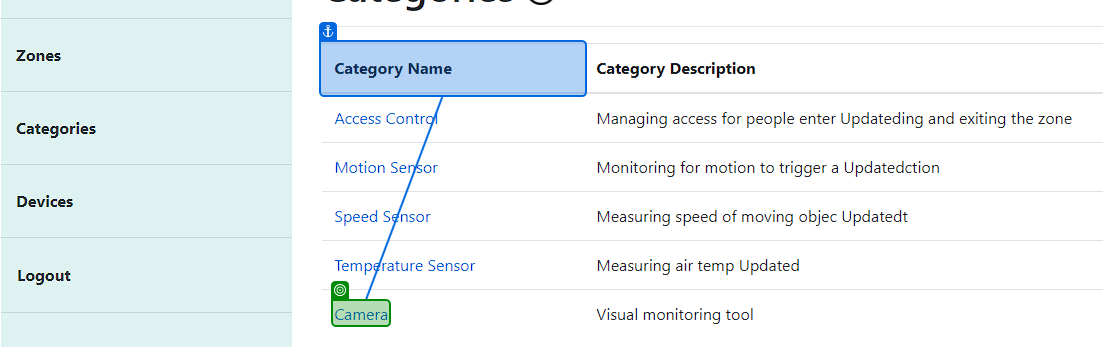 Categories
Zones
Categories
Devices
Logout
Category Name Category Description
Access Control Managing access for people enter Updateding and exiting the zone
Motion Sensor Monitoring for motion to trigger a Updatedction
Speed Sensor Measuring speed of moving objec Updatedt
Temperature Sensor Measuring air temp Updated
Camera Visual monitoring tool